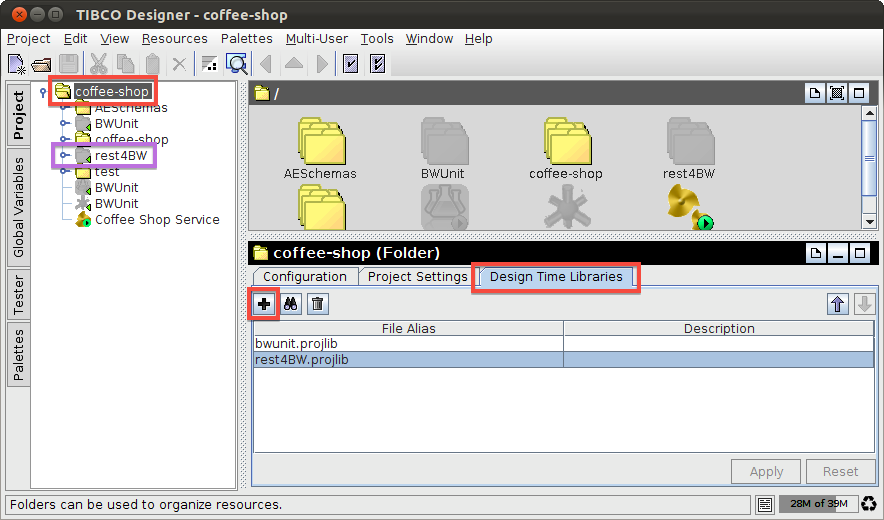 TIBCO Designer - coffee-shop
Project Edit View Resources Palettes Multi-User Tools Window Help
Project
Global Variables
Tester
Palettes
coffee-shop
AESchemas
BWUnit
coffee-shop
rest4BW
test
BWUnit
BWUnit
Coffee Shop Service
/
AESchemas BWUnit coffee-shop rest4BW
coffee-shop (Folder)
Configuration Project Settings Design Time Libraries
File Alias Description
bwunit.projlib
rest4BW.projlib
Apply Reset
Folders can be used to organize resources.
28M of 39M